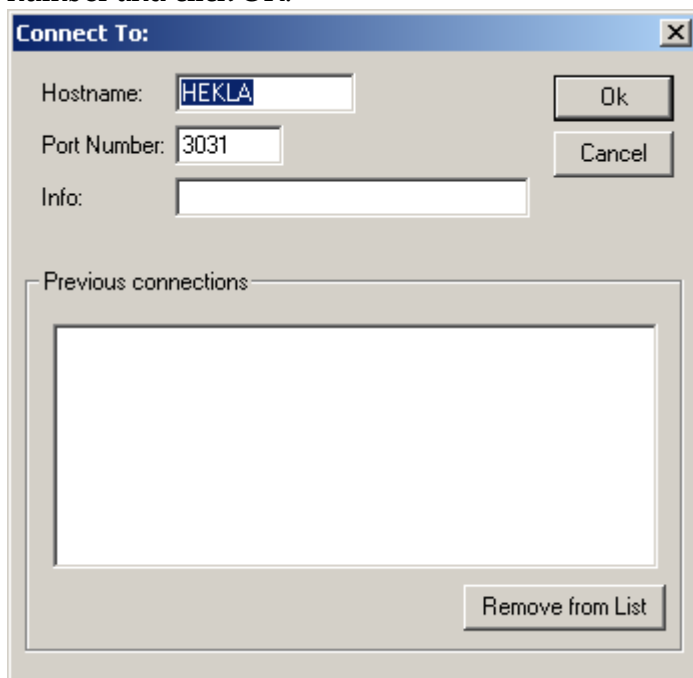 Connect To:
Hostname: HEKLA
Ok
Port Number: 3031
Cancel
Info:
Previous connections
Remove from List